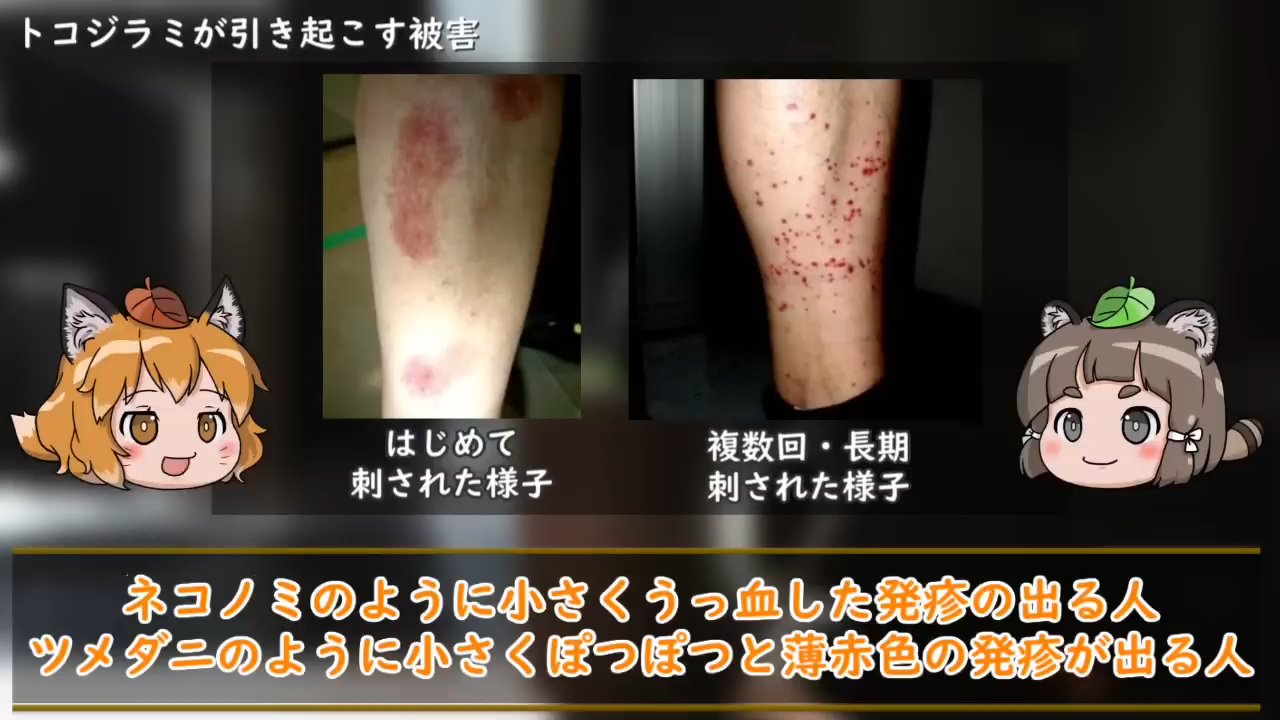 トコジラミが引き起こす被害
はじめて
刺された様子
複数回・長期
刺された様子
ネコノミのように小さくうっ血した発疹の出る人
ツメダニのように小さくぽつぽつと薄赤色の発疹が出る人